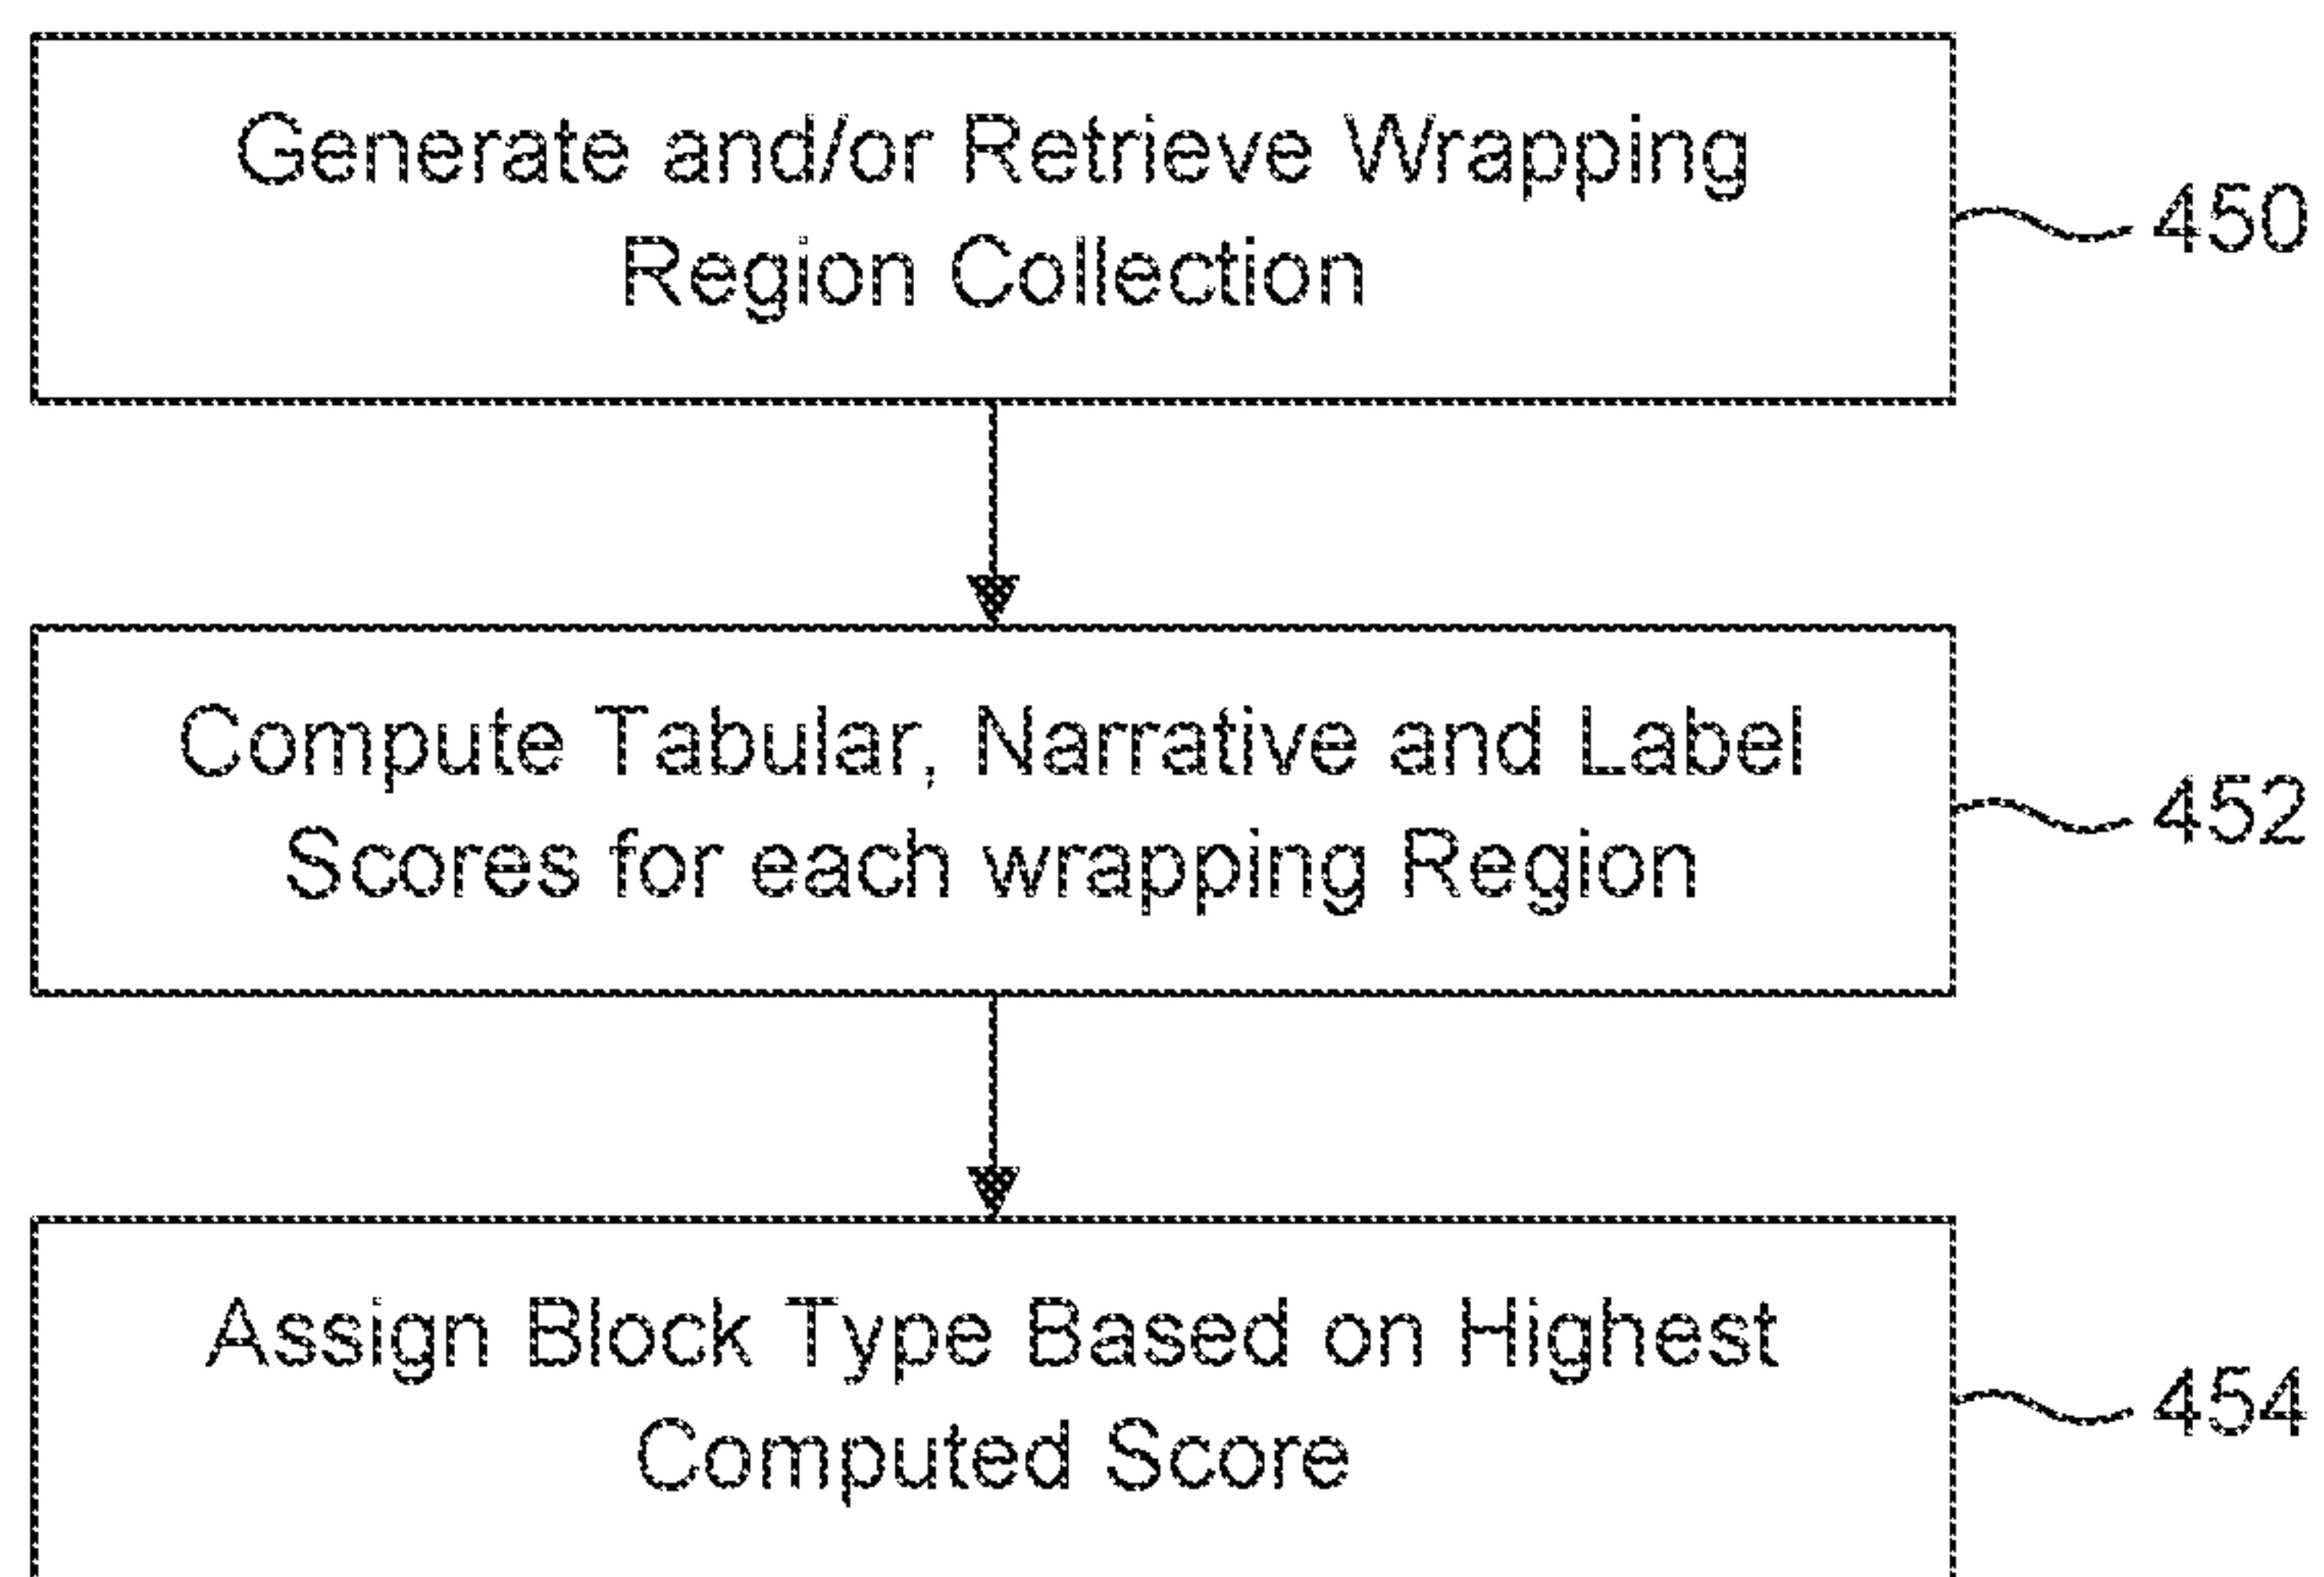 Generate and/or Retrieve Wrapping
Region Collection
450
Compute Tabular, Narrative and Label
Scores for each wrapping Region
452
Assign Block Type Based on Highest
Computed Score
454